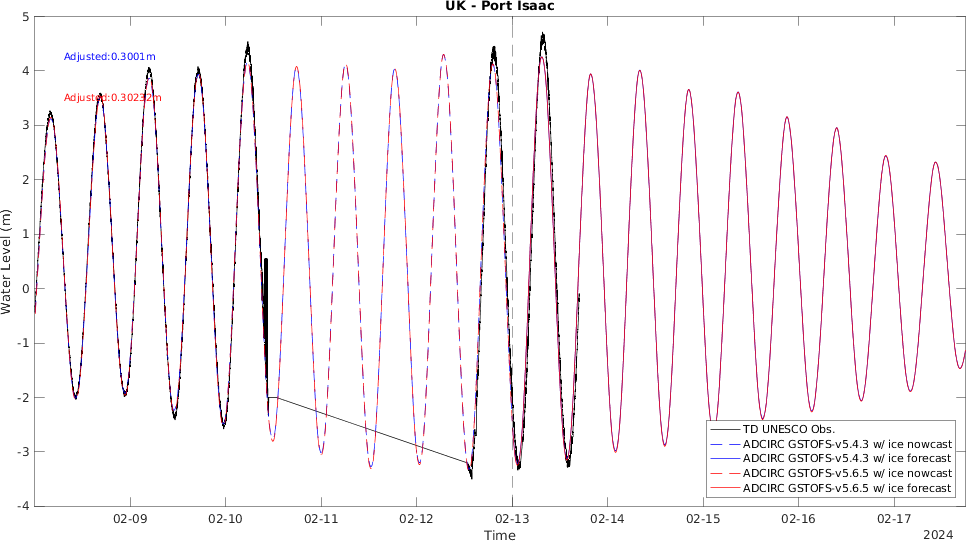 UK - Port Isaac
5
4
3
2
1
0
-1
-2
-3
-4
Water Level (m)
Adjusted:0.3001m
Adjusted:0.30232m
TD UNESCO Obs.
ADCIRC GSTOFS-v5.4.3 w/ ice nowcast
ADCIRC GSTOFS-v5.4.3 w/ ice forecast
ADCIRC GSTOFS-v5.6.5 w/ ice nowcast
ADCIRC GSTOFS-v5.6.5 w/ ice forecast
02-09 02-10 02-11 02-12 02-13 02-14 02-15 02-16 02-17
Time
2024